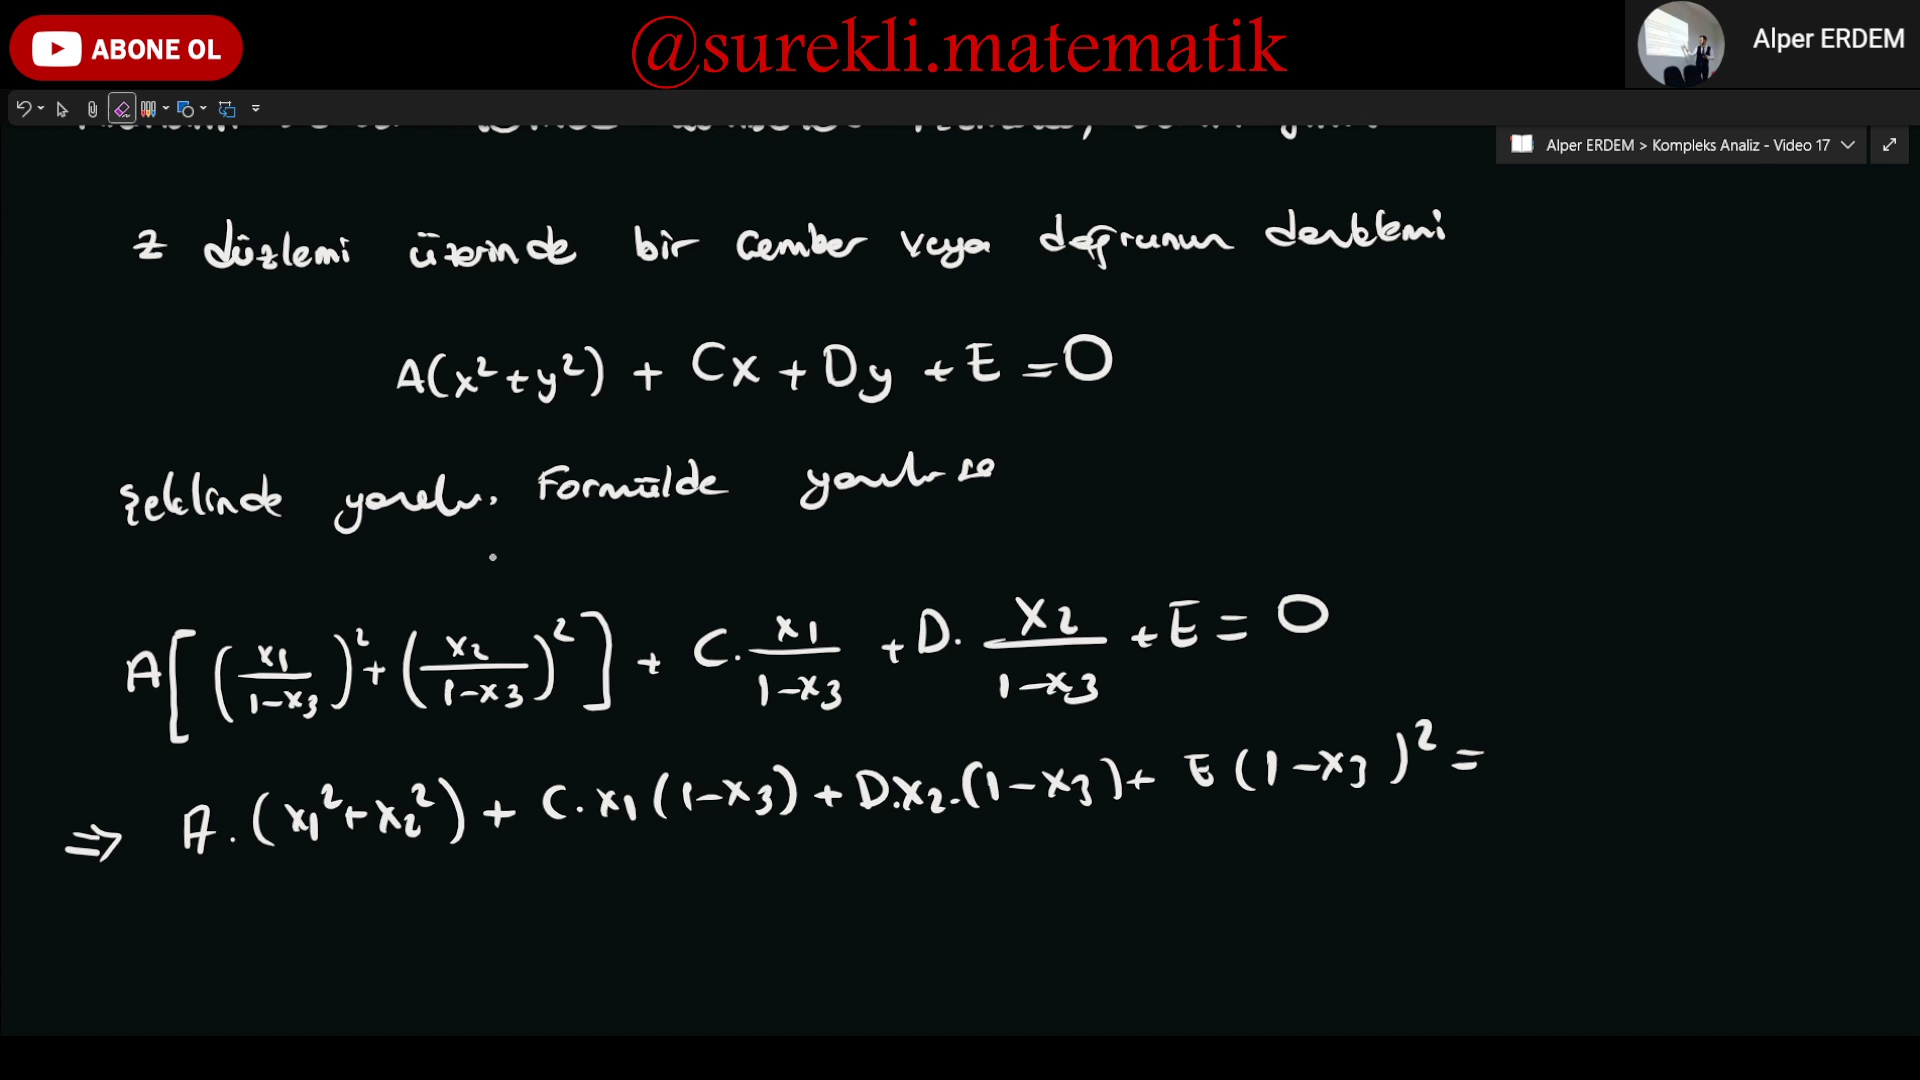 ABONE OL
@surekli.matematik
Alper ERDEM
Alper ERDEM > Kompleks Analiz - Video 17
z düzlemi üzerinde bir çember veya doğrunun denklemi
A(x²+y²) + Cx + Dy + E = 0
şeklinde yazılır. Formülde yazılırsa
A[(x₁/(1-x₃))² + (x₂/(1-x₃))²] + C. x₁/(1-x₃) + D. x₂/(1-x₃) + E = 0
⇒ A.(x₁²+x₂²) + C.x₁(1-x₃) + D.x₂.(1-x₃) + E(1-x₃)² =